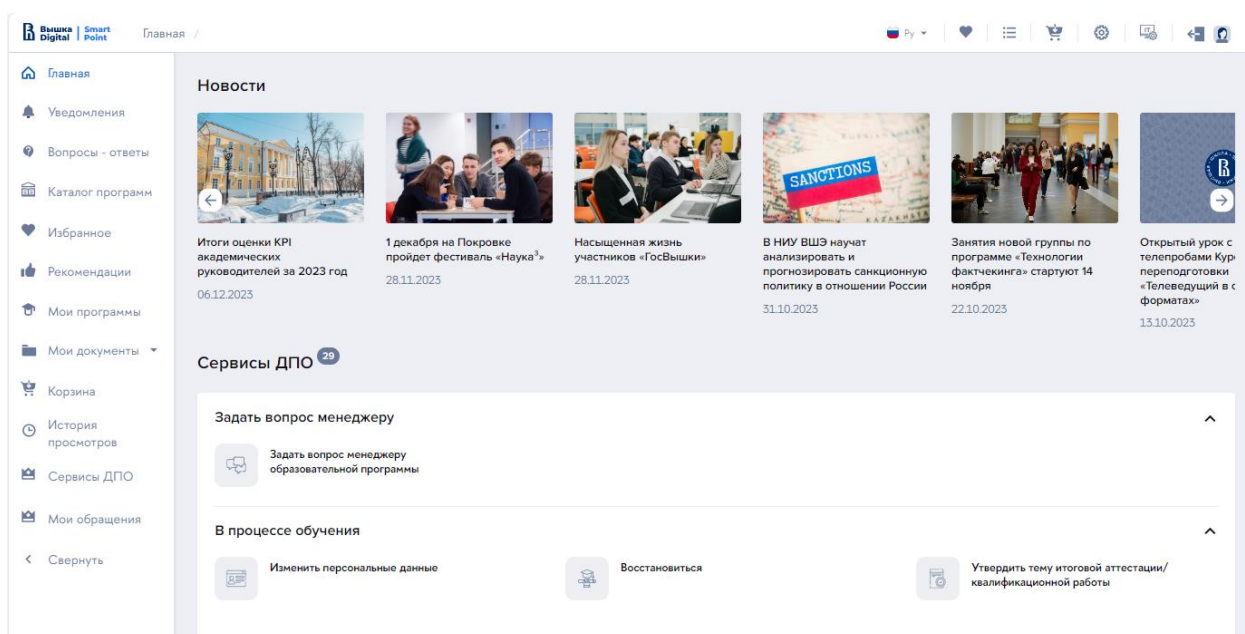 Вышка Digital | Smart Point
Главная /
Ру
Главная
Уведомления
Вопросы - ответы
Каталог программ
Избранное
Рекомендации
Мои программы
Мои документы
Корзина
История
просмотров
Сервисы ДПО
Мои обращения
Свернуть
Новости
SANCTIONS
Итоги оценки KPI
академических
руководителей за 2023 год
06.12.2023
1 декабря на Покровке
пройдет фестиваль «Наука³»
28.11.2023
Насыщенная жизнь
участников «ГосВышки»
28.11.2023
В НИУ ВШЭ научат
анализировать и
прогнозировать санкционную
политику в отношении России
31.10.2023
Занятия новой группы по
программе «Технологии
фактчекинга» стартуют 14
ноября
22.10.2023
Открытый урок с
телепробами
переподготовки
«Телеведущий в
форматах»
13.10.2023
Сервисы ДПО 29
Задать вопрос менеджеру
Задать вопрос менеджеру
образовательной программы
В процессе обучения
Изменить персональные данные
Восстановиться
Утвердить тему итоговой аттестации/
квалификационной работы